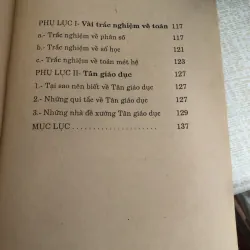 PHỤ LỤC I- Vài trắc nghiệm về toán 117
a.- Trắc nghiệm về phân số 117
b.- Trắc nghiệm về số học 121
c.- Trắc nghiệm về toán mét hệ 123
PHỤ LỤC II- Tân giáo dục 127
1.- Tại sao nên biết về Tân giáo dục 127
2.- Những qui tắc về Tân giáo dục 127
3.- Những nhà đề xướng Tân giáo dục 129
MỤC LỤC . . . . . . . . . . . . . . . . . . 137